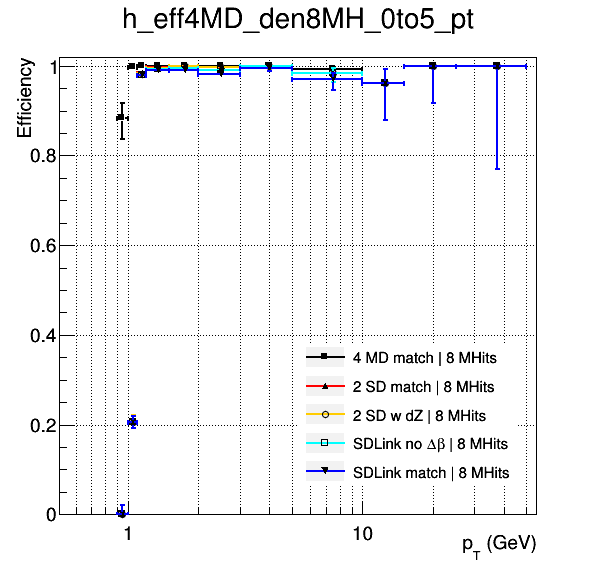 h_eff4MD_den8MH_0to5_pt
Efficiency
1
0.8
0.6
0.4
0.2
0
4 MD match | 8 MHits
2 SD match | 8 MHits
2 SD w dZ | 8 MHits
SDLink no Δβ | 8 MHits
SDLink match | 8 MHits
1 10
p_T (GeV)